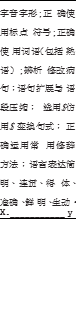 字音字形;正 确使
用标点 符号;正确
使 用词语(包括 熟
语);辨析 修改病
句;语句扩展与 语
段压缩； 选用、仿
用、变换句式； 正
确运用常 用修辞
方法；语言表达简
明、连贯、得 体、
准确、鲜 明、生动。